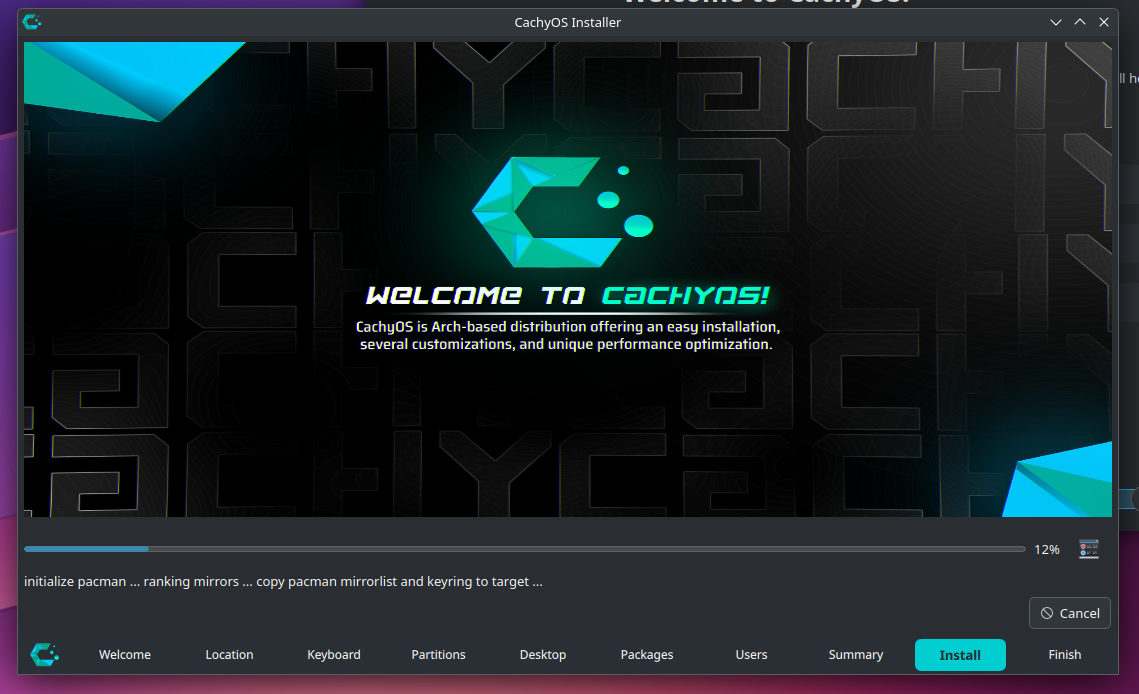 CachyOS Installer
WELCOME TO CACHYOS!
CachyOS is Arch-based distribution offering an easy installation,
several customizations, and unique performance optimization.
12%
initialize pacman ... ranking mirrors ... copy pacman mirrorlist and keyring to target ...
Cancel
Welcome
Location
Keyboard
Partitions
Desktop
Packages
Users
Summary
Install
Finish